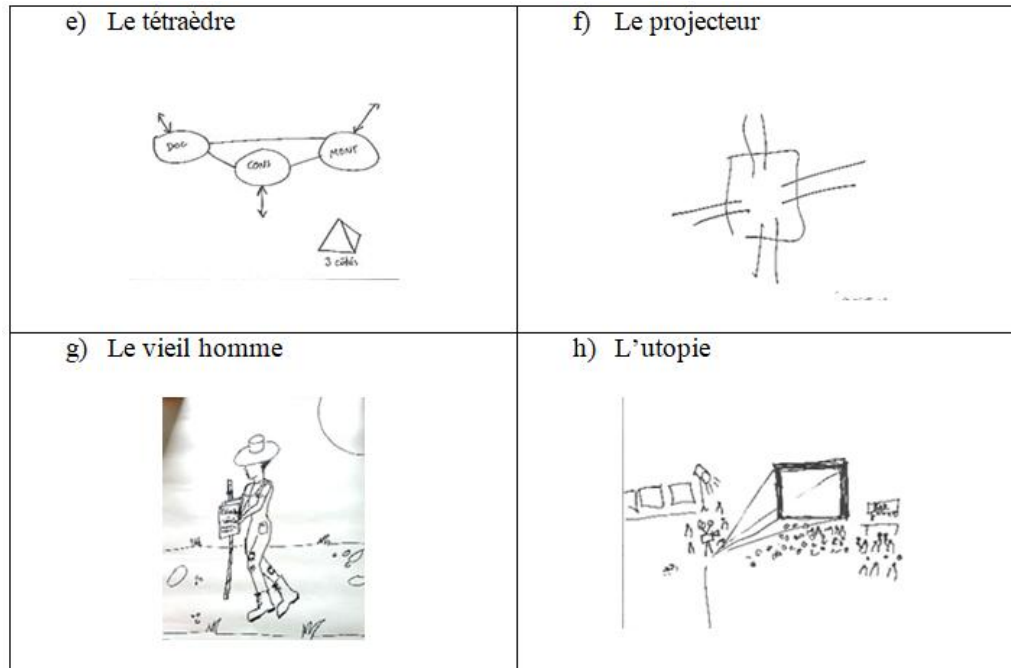 e) Le tétraèdre
f) Le projecteur
DOC
CONS
MONT
3 côtés
g) Le vieil homme
h) L’utopie